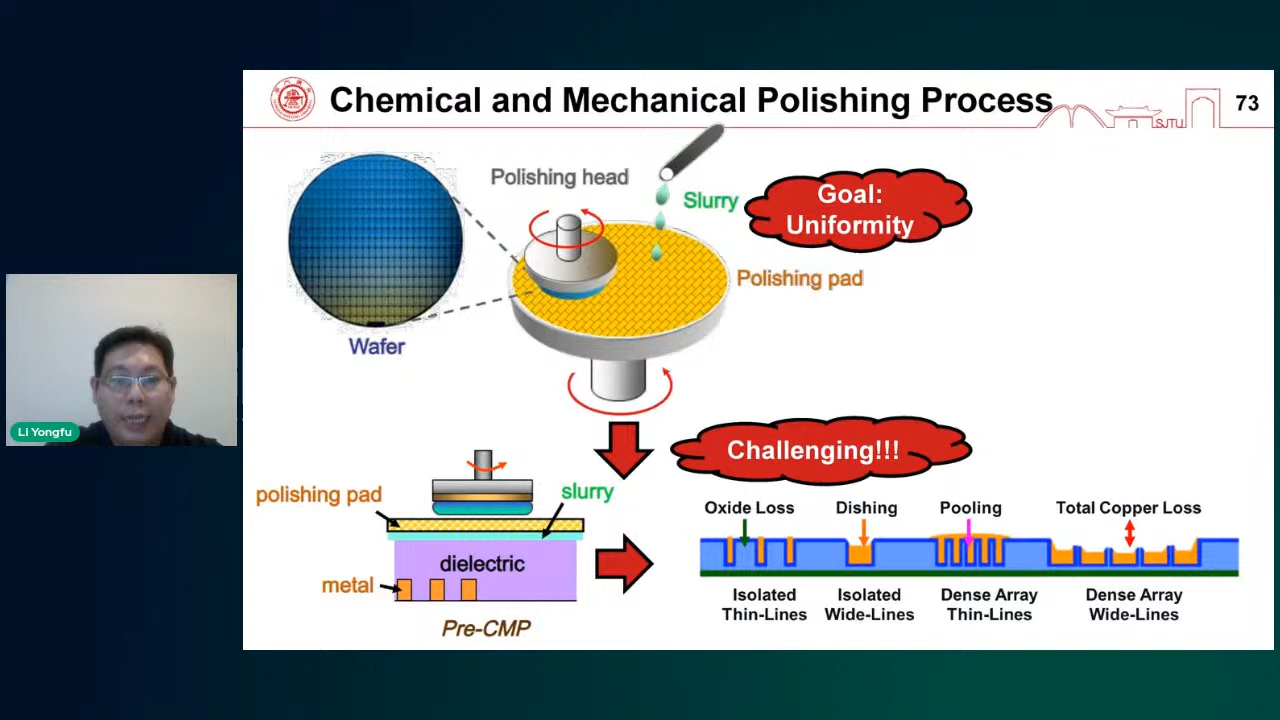 Chemical and Mechanical Polishing Process
SJTU
73
Polishing head
Slurry
Goal:
Uniformity
Polishing pad
Wafer
Li Yongfu
Challenging!!!
polishing pad
slurry
dielectric
metal
Pre-CMP
Oxide Loss
Dishing
Pooling
Total Copper Loss
Isolated
Thin-Lines
Isolated
Wide-Lines
Dense Array
Thin-Lines
Dense Array
Wide-Lines